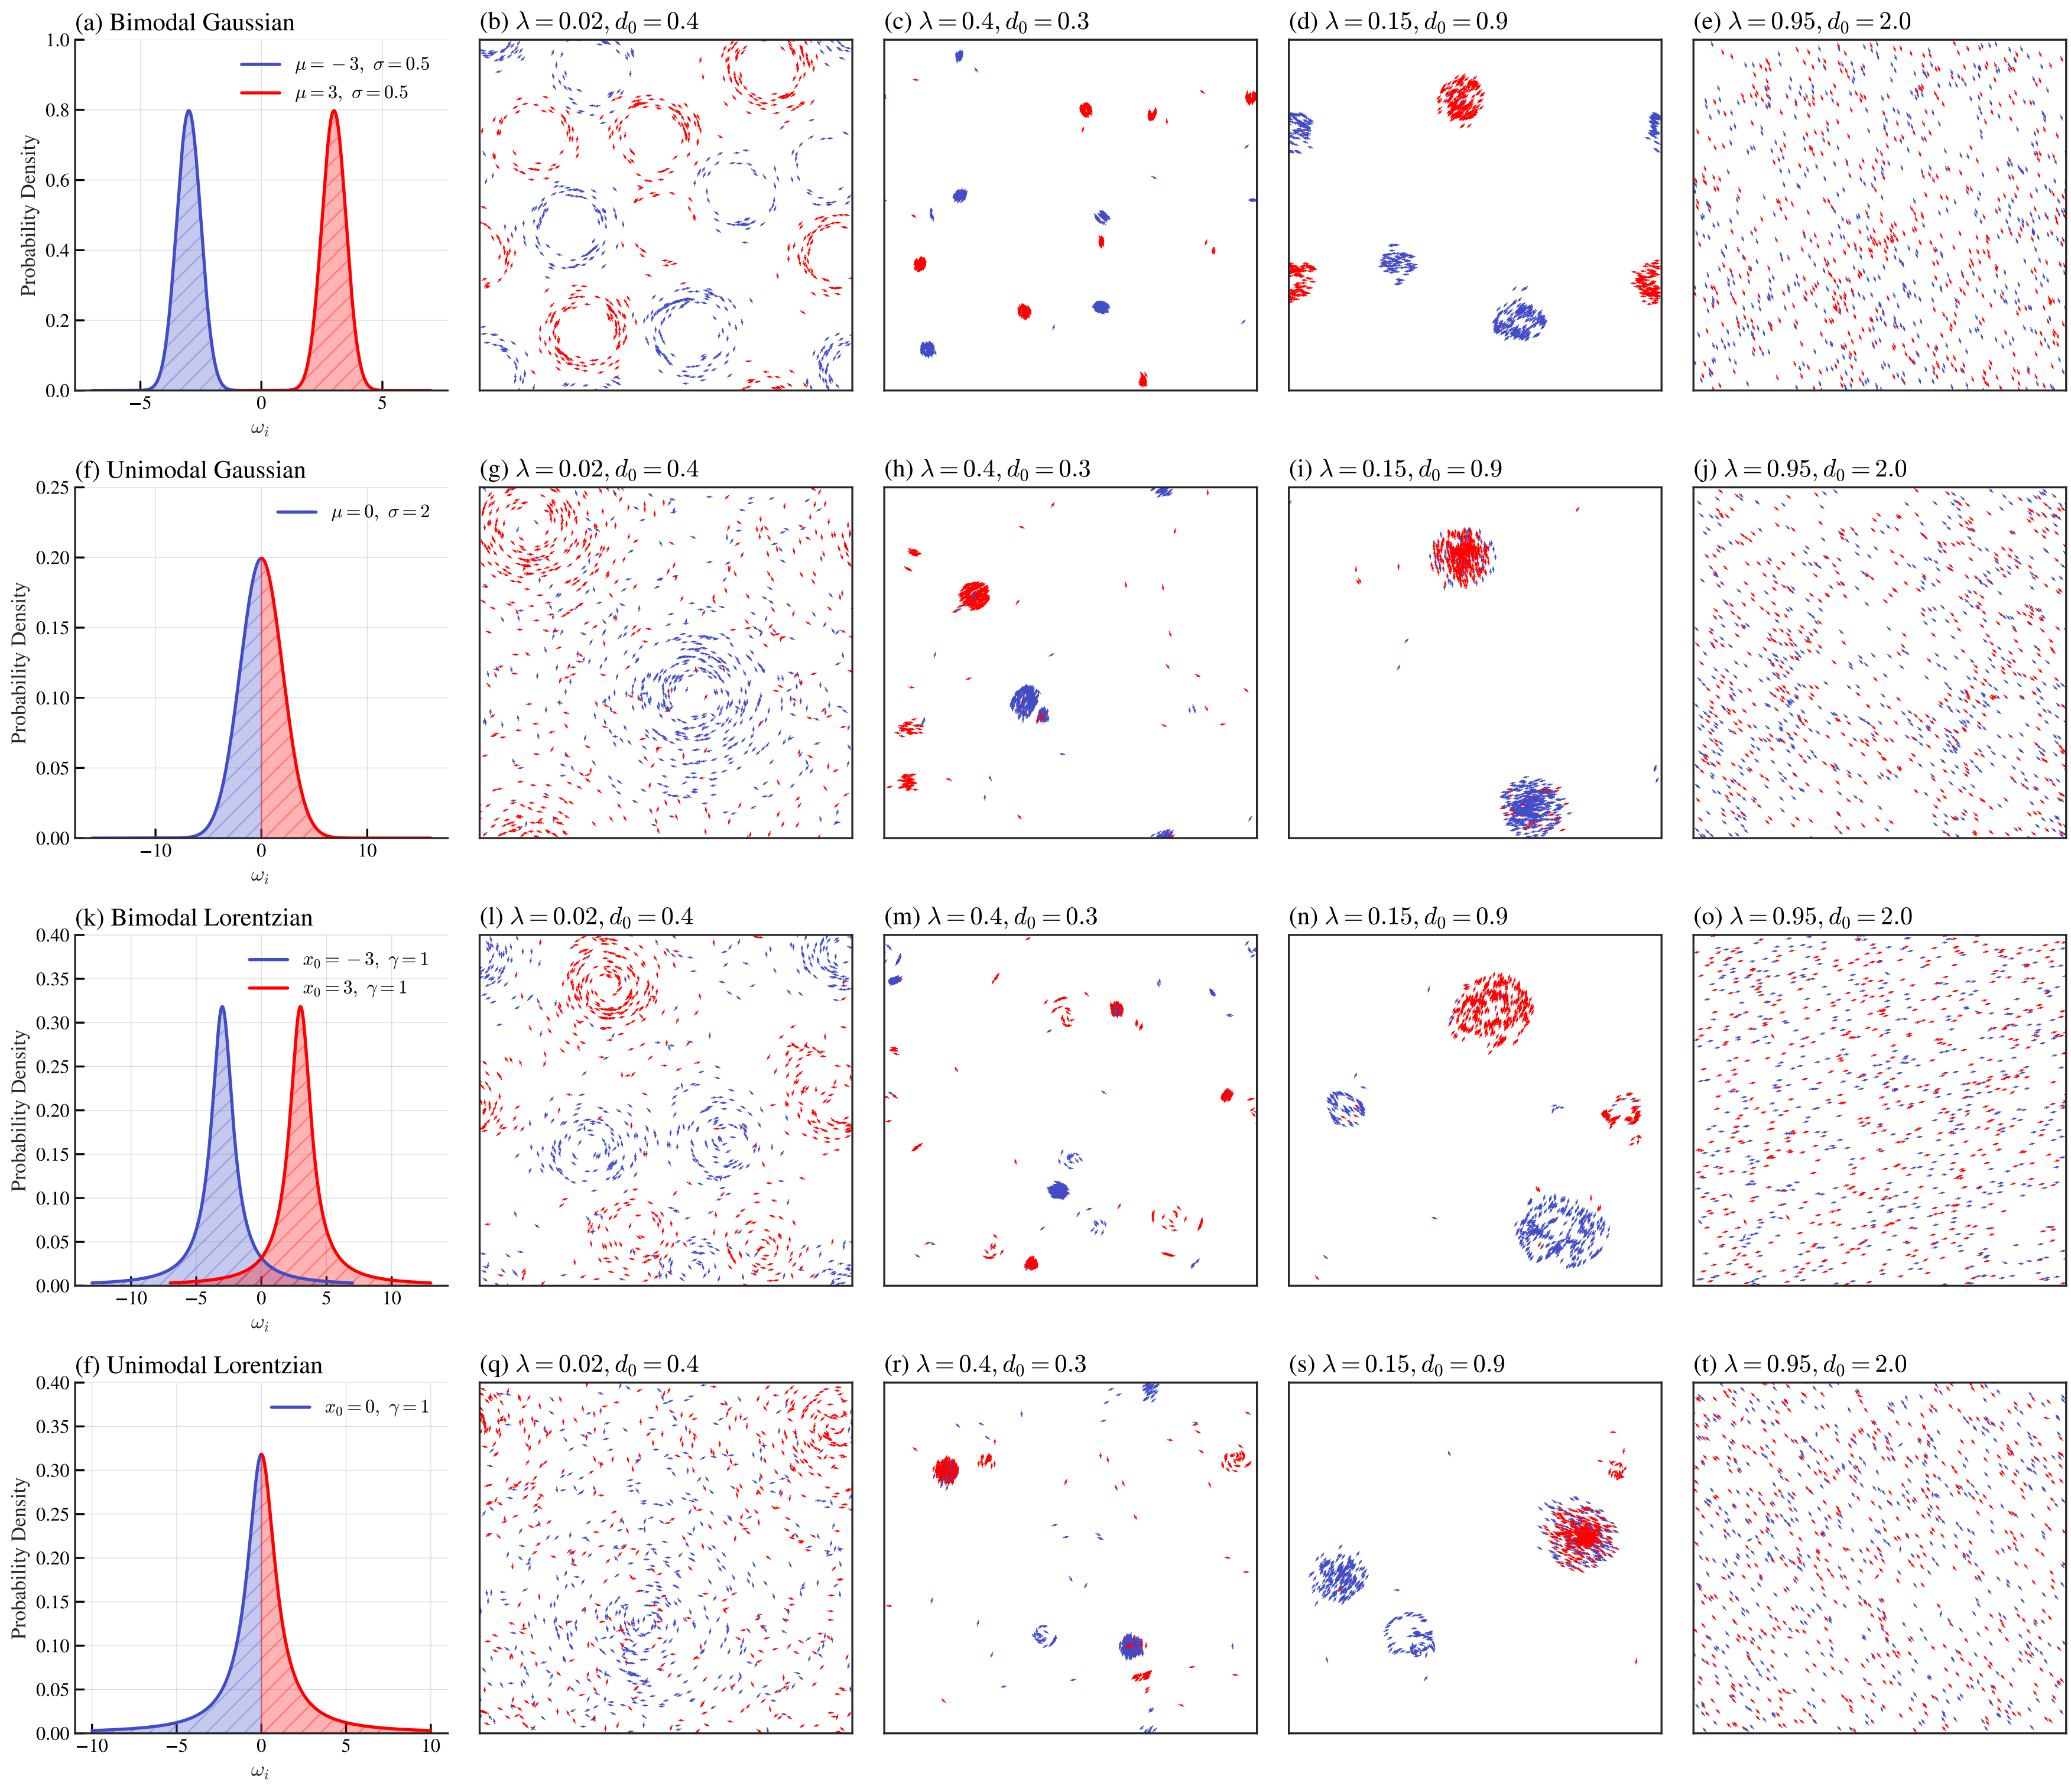 (a) Bimodal Gaussian
(b) λ = 0.02, d₀ = 0.4
(c) λ = 0.4, d₀ = 0.3
(d) λ = 0.15, d₀ = 0.9
(e) λ = 0.95, d₀ = 2.0
Probability Density
1.0
0.8
0.6
0.4
0.2
0.0
μ = −3, σ = 0.5
μ = 3, σ = 0.5
−5 0 5
ωᵢ
(f) Unimodal Gaussian
(g) λ = 0.02, d₀ = 0.4
(h) λ = 0.4, d₀ = 0.3
(i) λ = 0.15, d₀ = 0.9
(j) λ = 0.95, d₀ = 2.0
Probability Density
0.25
0.20
0.15
0.10
0.05
0.00
μ = 0, σ = 2
−10 0 10
ωᵢ
(k) Bimodal Lorentzian
(l) λ = 0.02, d₀ = 0.4
(m) λ = 0.4, d₀ = 0.3
(n) λ = 0.15, d₀ = 0.9
(o) λ = 0.95, d₀ = 2.0
Probability Density
0.40
0.35
0.30
0.25
0.20
0.15
0.10
0.05
0.00
x₀ = −3, γ = 1
x₀ = 3, γ = 1
−10 −5 0 5 10
ωᵢ
(f) Unimodal Lorentzian
(q) λ = 0.02, d₀ = 0.4
(r) λ = 0.4, d₀ = 0.3
(s) λ = 0.15, d₀ = 0.9
(t) λ = 0.95, d₀ = 2.0
Probability Density
0.40
0.35
0.30
0.25
0.20
0.15
0.10
0.05
0.00
x₀ = 0, γ = 1
−10 −5 0 5 10
ωᵢ